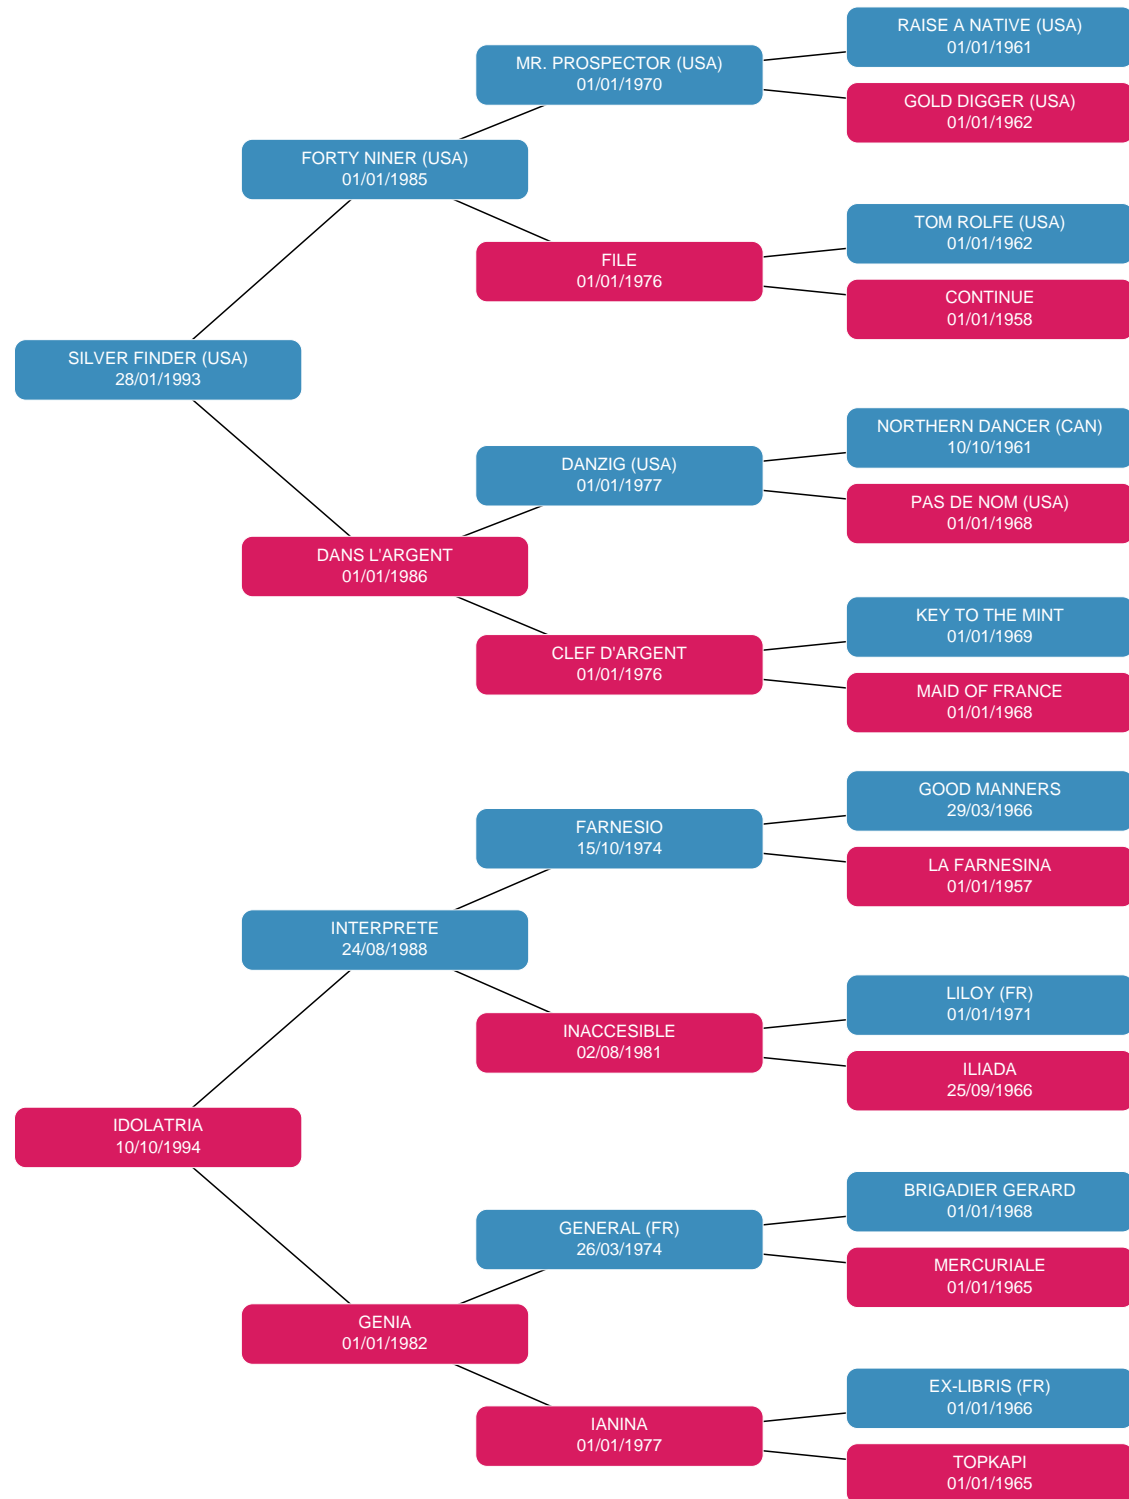 RAISE A NATIVE (USA)
01/01/1961
MR. PROSPECTOR (USA)
01/01/1970
GOLD DIGGER (USA)
01/01/1962
FORTY NINER (USA)
01/01/1985
TOM ROLFE (USA)
01/01/1962
FILE
01/01/1976
CONTINUE
01/01/1958
SILVER FINDER (USA)
28/01/1993
NORTHERN DANCER (CAN)
10/10/1961
DANZIG (USA)
01/01/1977
PAS DE NOM (USA)
01/01/1968
DANS L'ARGENT
01/01/1986
KEY TO THE MINT
01/01/1969
CLEF D'ARGENT
01/01/1976
MAID OF FRANCE
01/01/1968
GOOD MANNERS
29/03/1966
FARNESIO
15/10/1974
LA FARNESINA
01/01/1957
INTERPRETE
24/08/1988
LILOY (FR)
01/01/1971
INACCESIBLE
02/08/1981
ILIADA
25/09/1966
IDOLATRIA
10/10/1994
BRIGADIER GERARD
01/01/1968
GENERAL (FR)
26/03/1974
MERCURIALE
01/01/1965
GENIA
01/01/1982
EX-LIBRIS (FR)
01/01/1966
IANINA
01/01/1977
TOPKAPI
01/01/1965